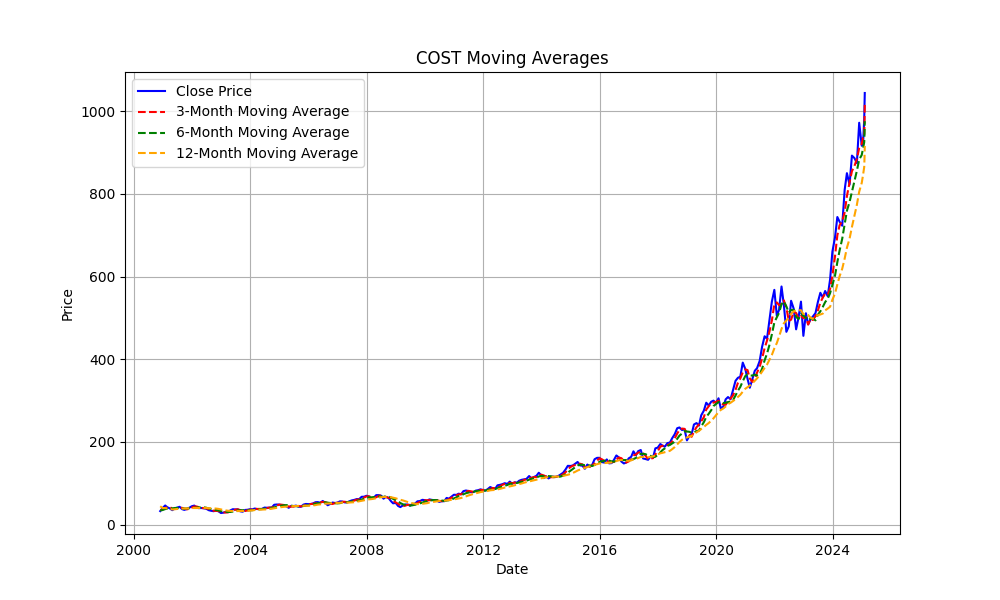 COST Moving Averages
Close Price
3-Month Moving Average
6-Month Moving Average
12-Month Moving Average
1000
800
600
400
200
0
Price
2000 2004 2008 2012 2016 2020 2024
Date